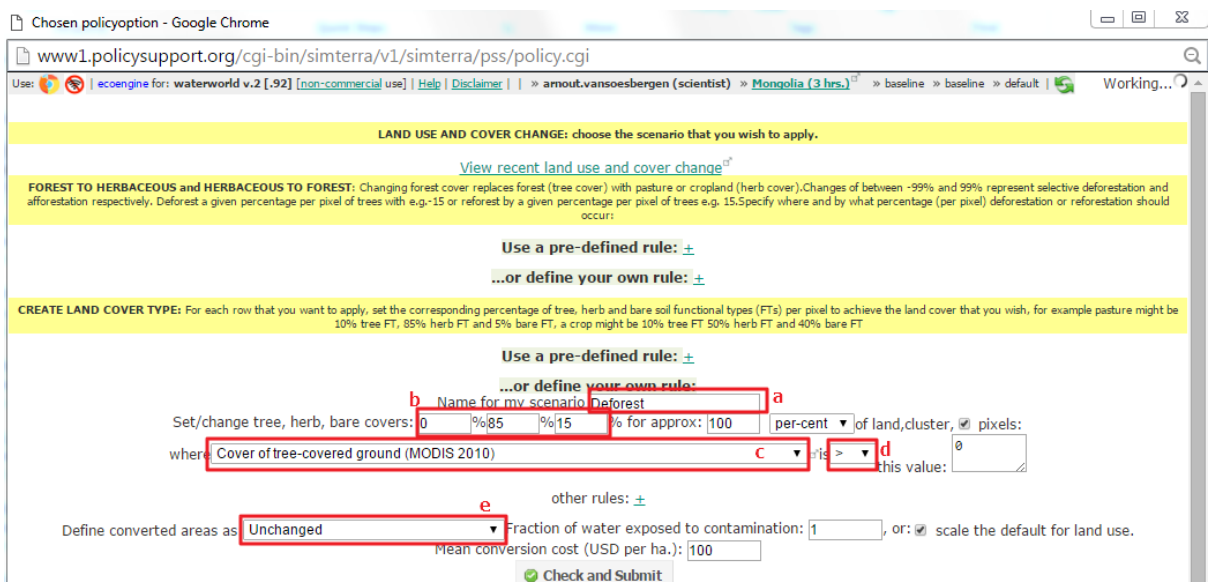 Chosen policyoption - Google Chrome
www1.policysupport.org/cgi-bin/simterra/v1/simterra/pss/policy.cgi
Use: | ecoengine for: waterworld v.2 [.92] [non-commercial use] | Help | Disclaimer | | » arnout.vansoesbergen (scientist) » Mongolia (3 hrs.) » baseline » baseline » default | Working...
LAND USE AND COVER CHANGE: choose the scenario that you wish to apply.
View recent land use and cover change
FOREST TO HERBACEOUS and HERBACEOUS TO FOREST: Changing forest cover replaces forest (tree cover) with pasture or cropland (herb cover).Changes of between -99% and 99% represent selective deforestation and
afforestation respectively. Deforest a given percentage per pixel of trees with e.g.-15 or reforest by a given percentage per pixel of trees e.g. 15.Specify where and by what percentage (per pixel) deforestation or reforestation should
occur:
Use a pre-defined rule: +
...or define your own rule: +
CREATE LAND COVER TYPE: For each row that you want to apply, set the corresponding percentage of tree, herb and bare soil functional types (FTs) per pixel to achieve the land cover that you wish, for example pasture might be
10% tree FT, 85% herb FT and 5% bare FT, a crop might be 10% tree FT 50% herb FT and 40% bare FT
Use a pre-defined rule: +
...or define your own rule:
b Name for my scenario Deforest a
Set/change tree, herb, bare covers: 0 %85 %15 % for approx: 100 per-cent of land,cluster, pixels:
where Cover of tree-covered ground (MODIS 2010) c is > d this value: 0
other rules: +
e
Define converted areas as Unchanged Fraction of water exposed to contamination: 1 , or: scale the default for land use.
Mean conversion cost (USD per ha.): 100
Check and Submit